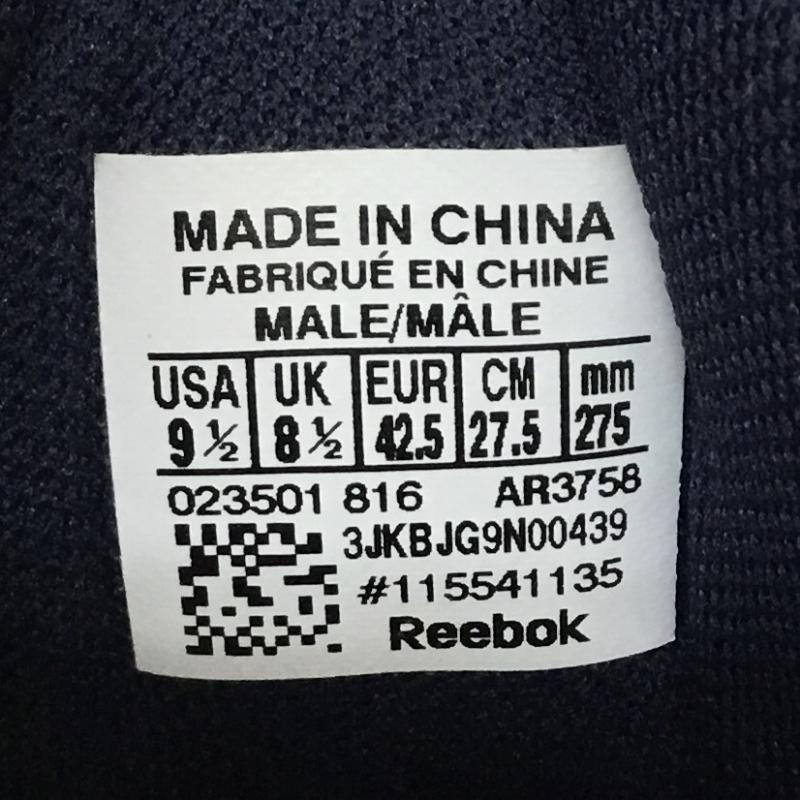 MADE IN CHINA
FABRIQUÉ EN CHINE
MALE/MÂLE
USA UK EUR CM mm
9 ½ 8 ½ 42.5 27.5 275
023501 816 AR3758
3JKBJG9N00439
#115541135
Reebok